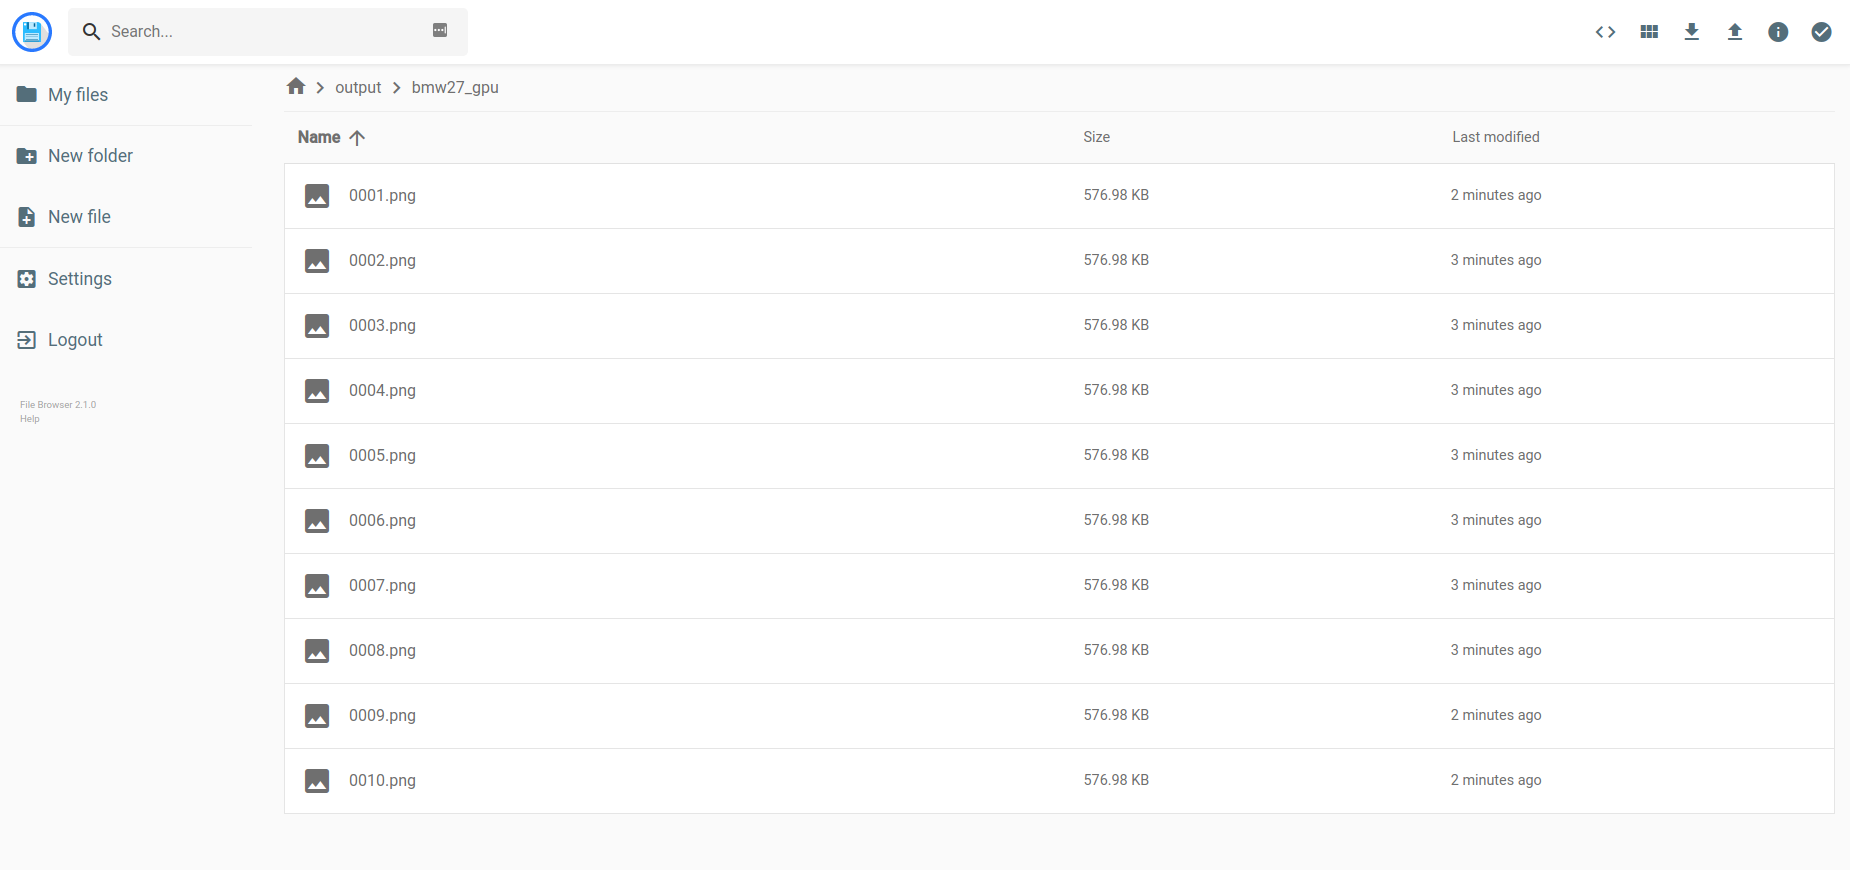 Search...
My files
New folder
New file
Settings
Logout
File Browser 2.1.0
Help
output bmw27_gpu
Name Size Last modified
0001.png 576.98 KB 2 minutes ago
0002.png 576.98 KB 3 minutes ago
0003.png 576.98 KB 3 minutes ago
0004.png 576.98 KB 3 minutes ago
0005.png 576.98 KB 3 minutes ago
0006.png 576.98 KB 3 minutes ago
0007.png 576.98 KB 3 minutes ago
0008.png 576.98 KB 3 minutes ago
0009.png 576.98 KB 2 minutes ago
0010.png 576.98 KB 2 minutes ago